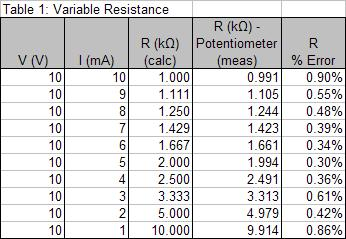 Table 1: Variable Resistance
V (V) I (mA) R (kΩ) (calc) R (kΩ) - Potentiometer (meas) R % Error
10 10 1.000 0.991 0.90%
10 9 1.111 1.105 0.55%
10 8 1.250 1.244 0.48%
10 7 1.429 1.423 0.39%
10 6 1.667 1.661 0.34%
10 5 2.000 1.994 0.30%
10 4 2.500 2.491 0.36%
10 3 3.333 3.313 0.61%
10 2 5.000 4.979 0.42%
10 1 10.000 9.914 0.86%